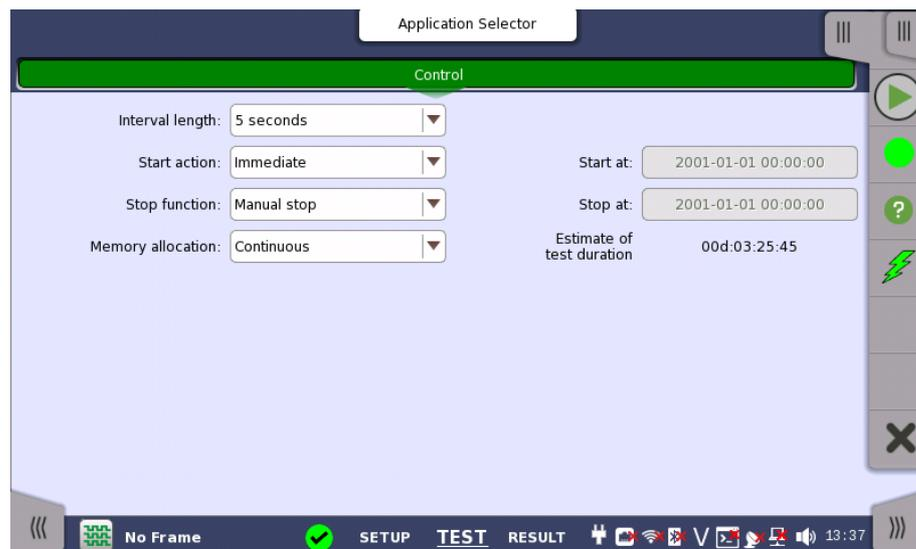 Application Selector
Control
Interval length: 5 seconds
Start action: Immediate Start at: 2001-01-01 00:00:00
Stop function: Manual stop Stop at: 2001-01-01 00:00:00
Memory allocation: Continuous Estimate of test duration 00d:03:25:45
No Frame SETUP TEST RESULT V 13:37